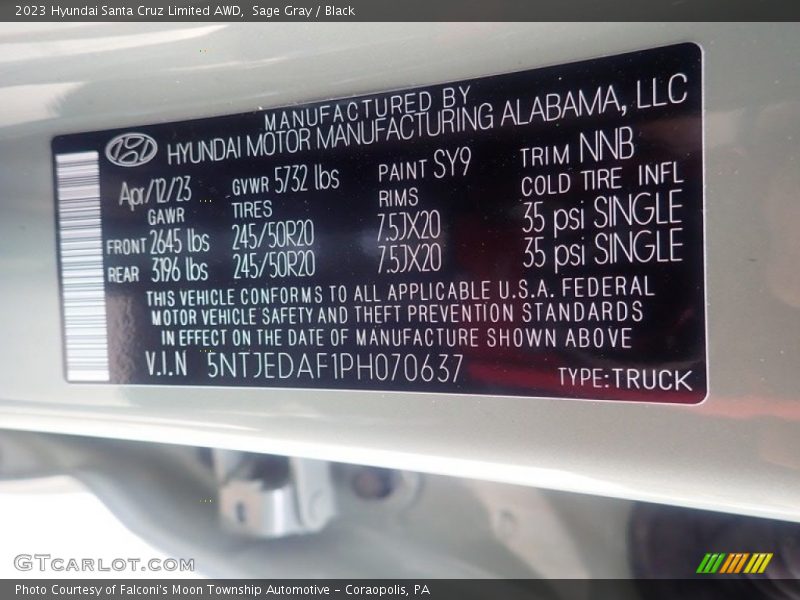 2023 Hyundai Santa Cruz Limited AWD,  Sage Gray / Black
MANUFACTURED BY
HYUNDAI MOTOR MANUFACTURING ALABAMA, LLC
Apr/12/23 GVWR 5732 lbs PAINT SY9 TRIM NNB
GAWR TIRES RIMS COLD TIRE INFL
FRONT 2645 lbs 245/50R20 7.5JX20 35 psi SINGLE
REAR 3196 lbs 245/50R20 7.5JX20 35 psi SINGLE
THIS VEHICLE CONFORMS TO ALL APPLICABLE U.S.A. FEDERAL
MOTOR VEHICLE SAFETY AND THEFT PREVENTION STANDARDS
IN EFFECT ON THE DATE OF MANUFACTURE SHOWN ABOVE
V.I.N 5NTJEDAF1PH070637 TYPE:TRUCK
GTcarlot.com
Photo Courtesy of Falconi's Moon Township Automotive – Coraopolis, PA